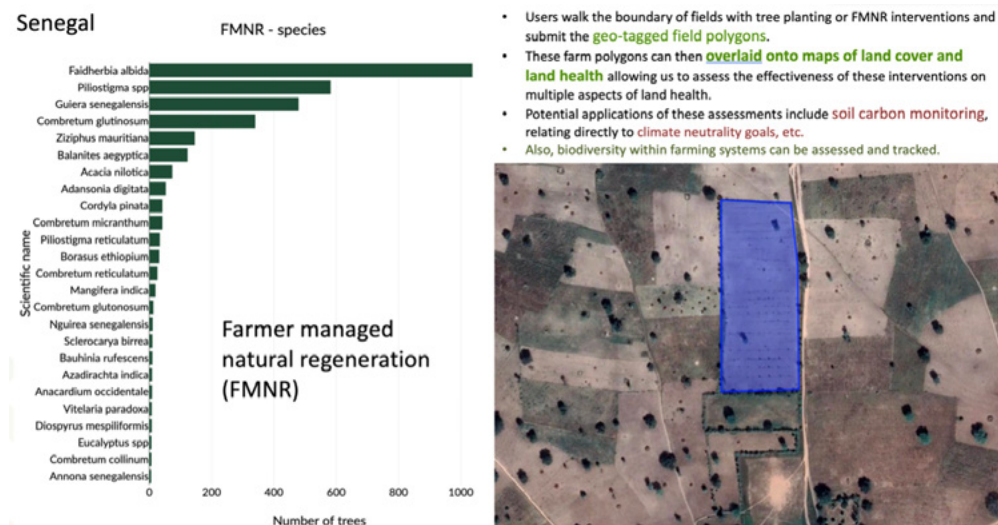 Senegal
FMNR - species
Scientific name
Faidherbia albida
Piliostigma spp
Guiera senegalensis
Combretum glutinosum
Ziziphus mauritiana
Balanites aegyptica
Acacia nilotica
Adansonia digitata
Cordyla pinata
Combretum micranthum
Piliostigma reticulatum
Borasus ethiopium
Combretum reticulatum
Mangifera indica
Combretum glutonosum
Nguirea senegalensis
Sclerocarya birrea
Bauhinia rufescens
Azadirachta indica
Anacardium occidentale
Vitelaria paradoxa
Diospyrus mespiliformis
Eucalyptus spp
Combretum collinum
Annona senegalensis
0 200 400 600 800 1000
Number of trees
Farmer managed
natural regeneration
(FMNR)
• Users walk the boundary of fields with tree planting or FMNR interventions and
submit the geo-tagged field polygons.
• These farm polygons can then overlaid onto maps of land cover and
land health allowing us to assess the effectiveness of these interventions on
multiple aspects of land health.
• Potential applications of these assessments include soil carbon monitoring,
relating directly to climate neutrality goals, etc.
• Also, biodiversity within farming systems can be assessed and tracked.